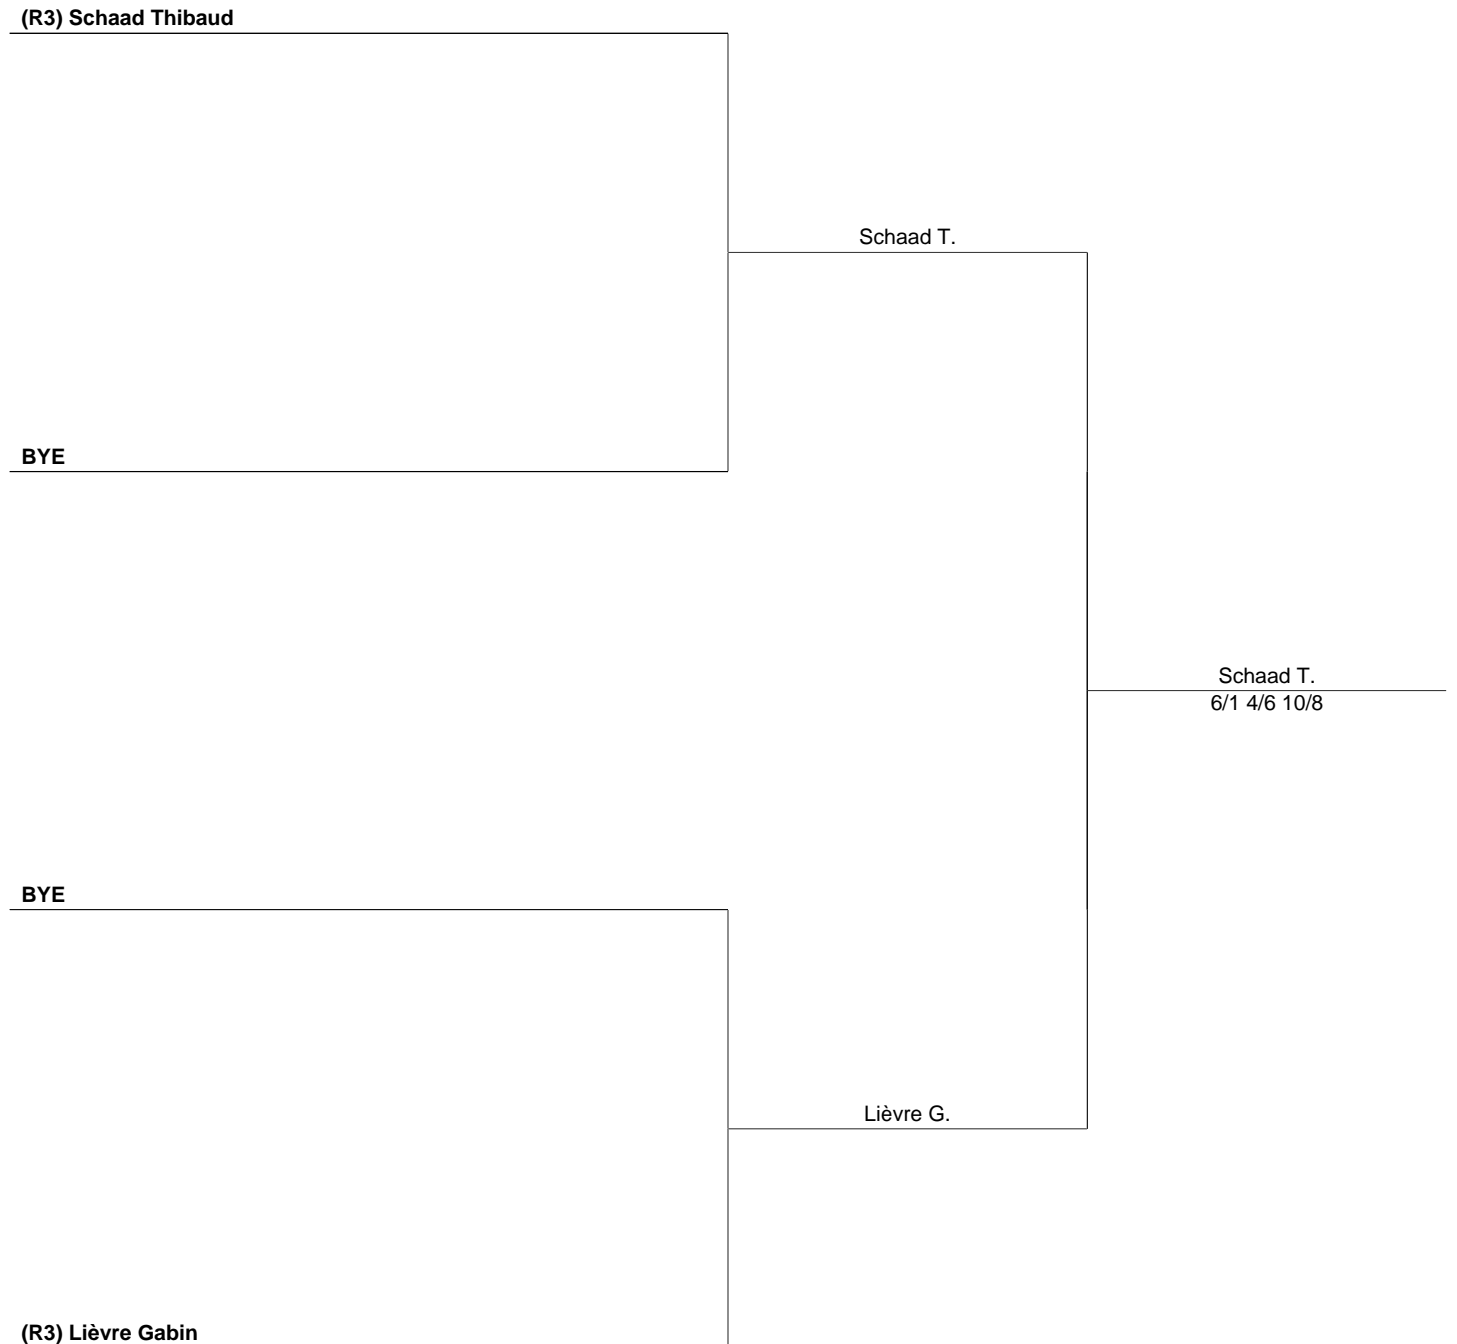 (R3) Schaad Thibaud
Schaad T.
BYE
Schaad T.
6/1 4/6 10/8
BYE
Lièvre G.
(R3) Lièvre Gabin